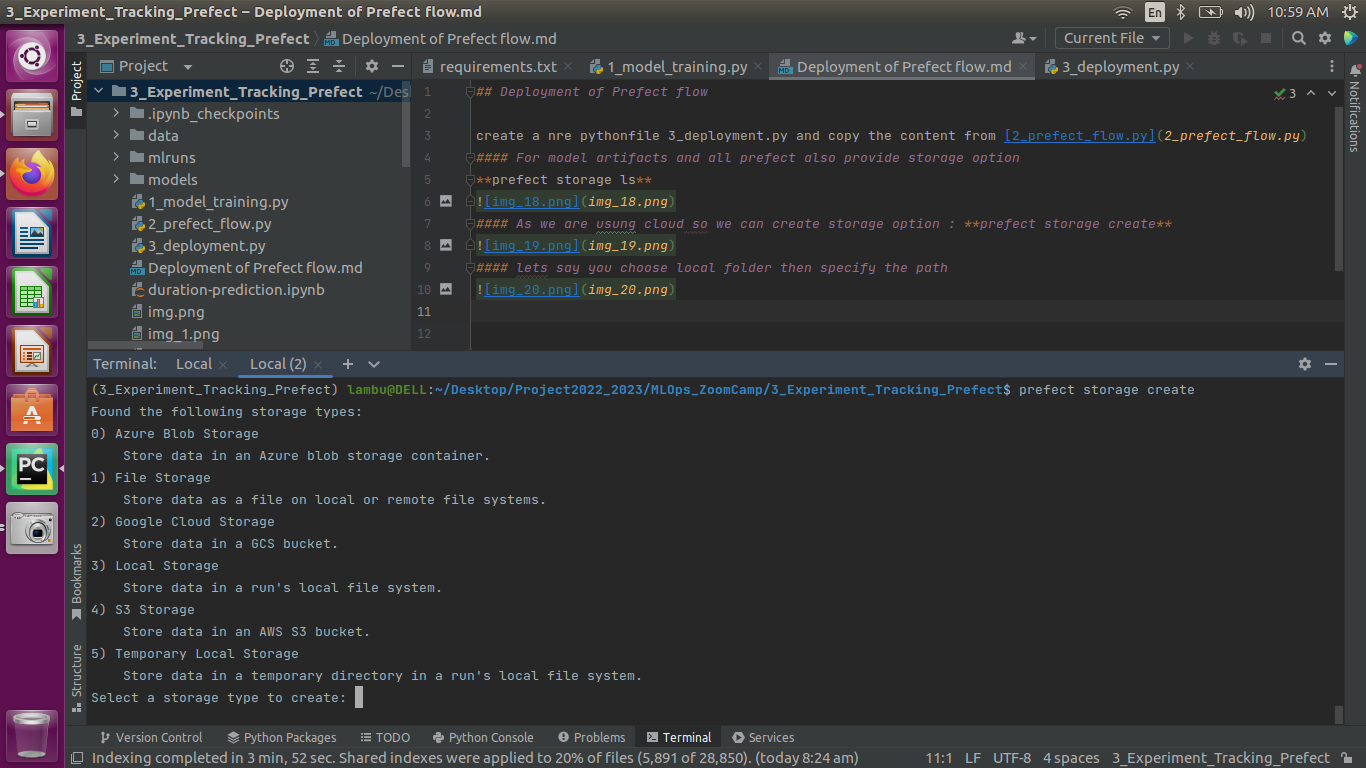 3_Experiment_Tracking_Prefect – Deployment of Prefect flow.md
En
10:59 AM
3_Experiment_Tracking_Prefect
Deployment of Prefect flow.md
Current File
Project
Project
requirements.txt
1_model_training.py
Deployment of Prefect flow.md
3_deployment.py
Notifications
3_Experiment_Tracking_Prefect ~/Des
.ipynb_checkpoints
data
mlruns
models
1_model_training.py
2_prefect_flow.py
3_deployment.py
Deployment of Prefect flow.md
duration-prediction.ipynb
img.png
img_1.png
3
1 ## Deployment of Prefect flow
2
3 create a nre pythonfile 3_deployment.py and copy the content from [2_prefect_flow.py](2_prefect_flow.py)
4 #### For model artifacts and all prefect also provide storage option
5 **prefect storage ls**
6 ![img_18.png](img_18.png)
7 #### As we are usung cloud so we can create storage option : **prefect storage create**
8 ![img_19.png](img_19.png)
9 #### lets say you choose local folder then specify the path
10 ![img_20.png](img_20.png)
11
12
Terminal: Local Local (2)
(3_Experiment_Tracking_Prefect) lambu@DELL:~/Desktop/Project2022_2023/MLOps_ZoomCamp/3_Experiment_Tracking_Prefect$ prefect storage create
Found the following storage types:
0) Azure Blob Storage
Store data in an Azure blob storage container.
1) File Storage
Store data as a file on local or remote file systems.
2) Google Cloud Storage
Store data in a GCS bucket.
3) Local Storage
Store data in a run's local file system.
4) S3 Storage
Store data in an AWS S3 bucket.
5) Temporary Local Storage
Store data in a temporary directory in a run's local file system.
Select a storage type to create:
PC
Bookmarks
Structure
Version Control Python Packages TODO Python Console Problems Terminal Services
Indexing completed in 3 min, 52 sec. Shared indexes were applied to 20% of files (5,891 of 28,850). (today 8:24 am)
11:1 LF UTF-8 4 spaces 3_Experiment_Tracking_Prefect